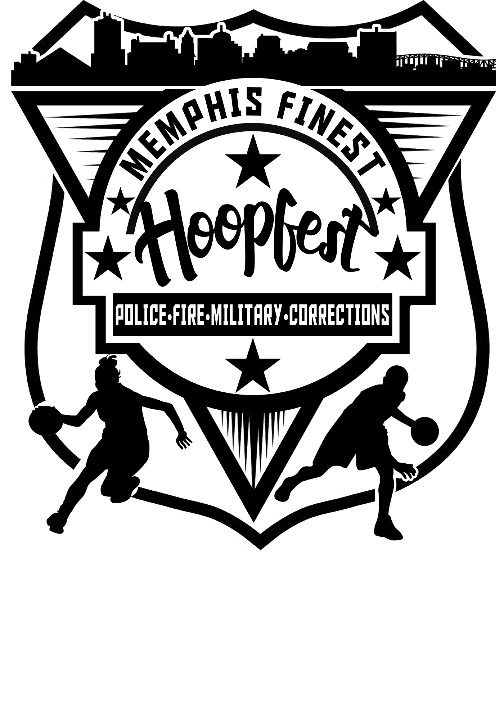 MEMPHIS FINEST
Hoopfest
POLICE•FIRE•MILITARY•CORRECTIONS